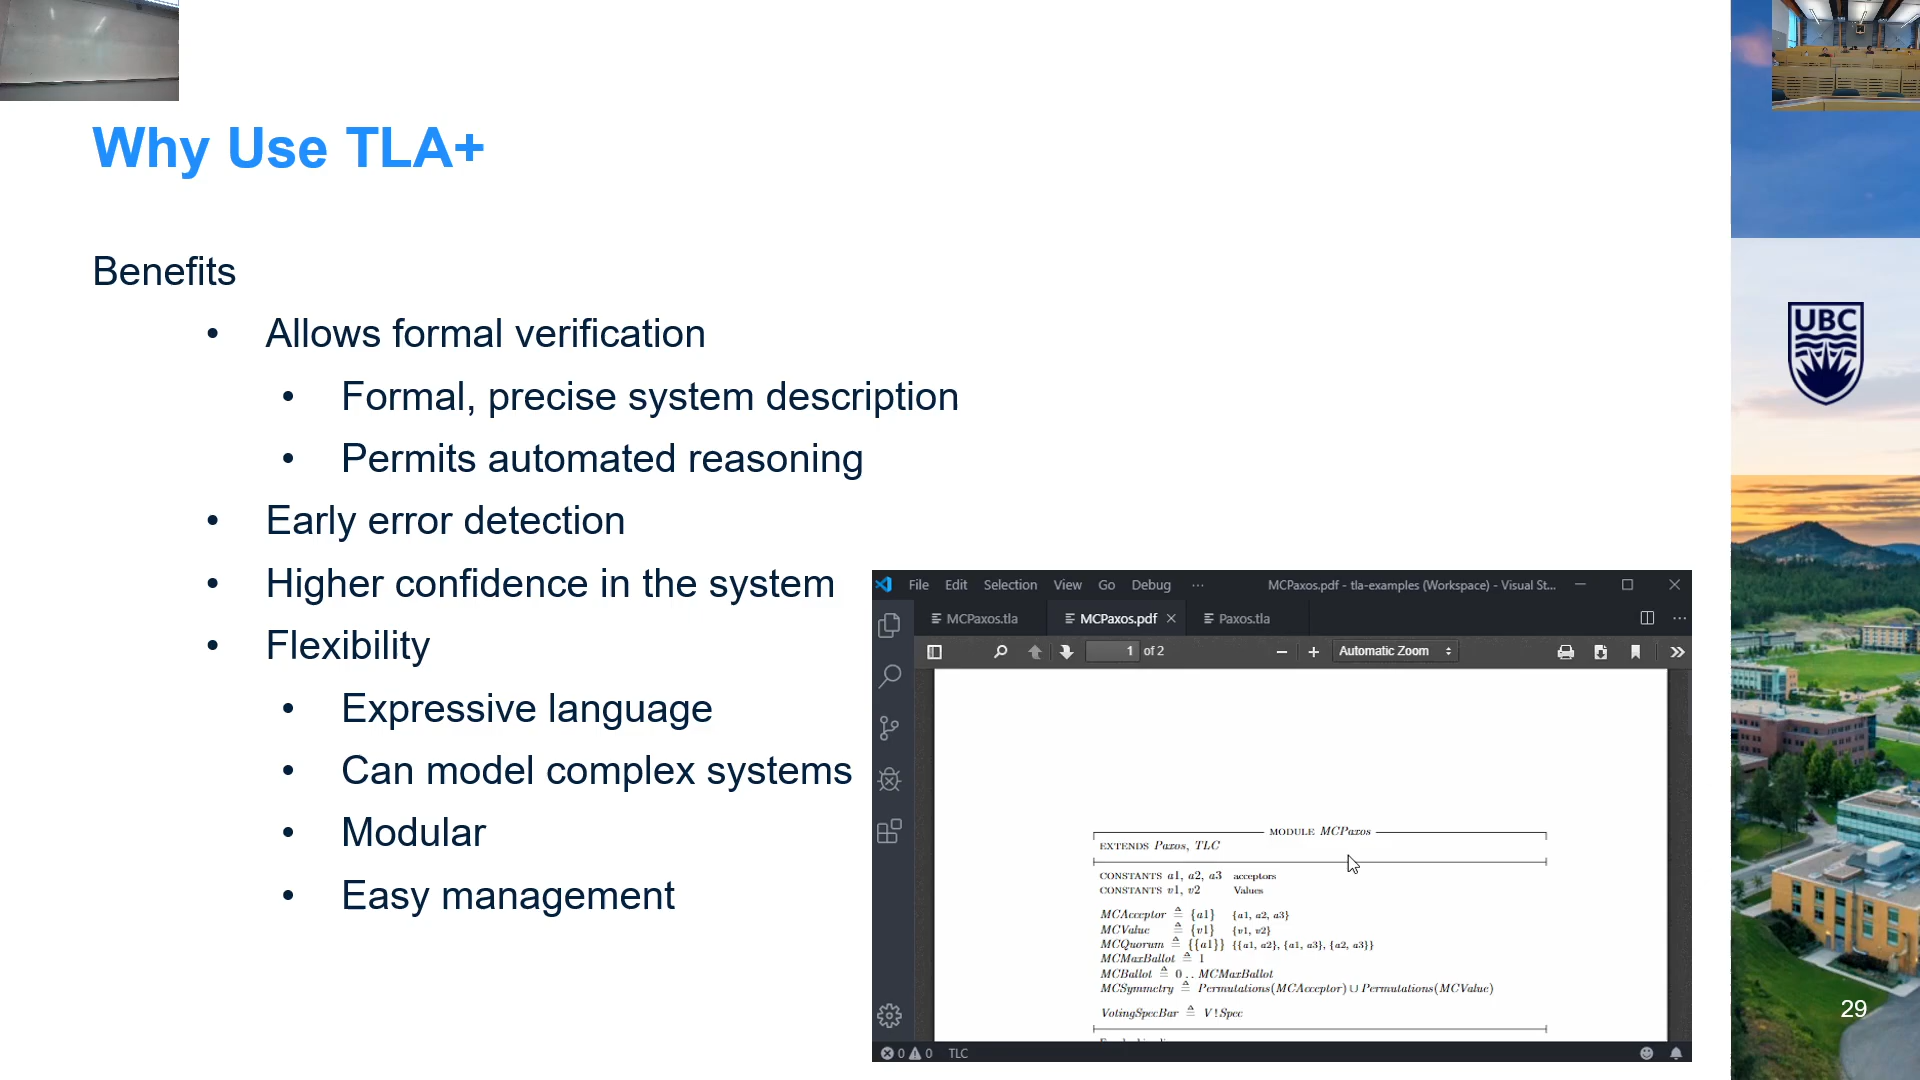 Why Use TLA+
Benefits
• Allows formal verification
• Formal, precise system description
• Permits automated reasoning
• Early error detection
• Higher confidence in the system
• Flexibility
• Expressive language
• Can model complex systems
• Modular
• Easy management
File Edit Selection View Go Debug ··· MCPaxos.pdf - tla-examples (Workspace) - Visual St...
MCPaxos.tla MCPaxos.pdf Paxos.tla
1 of 2 Automatic Zoom
MODULE MCPaxos
EXTENDS Paxos, TLC
CONSTANTS a1, a2, a3 acceptors
CONSTANTS v1, v2 Values
MCAcceptor ≜ {a1} {a1, a2, a3}
MCValue ≜ {v1} {v1, v2}
MCQuorum ≜ {{a1}} {{a1, a2}, {a1, a3}, {a2, a3}}
MCMaxBallot ≜ 1
MCBallot ≜ 0 .. MCMaxBallot
MCSymmetry ≜ Permutations(MCAcceptor) ∪ Permutations(MCValue)
VotingSpecBar ≜ V!Spec
0 0 TLC
UBC
29